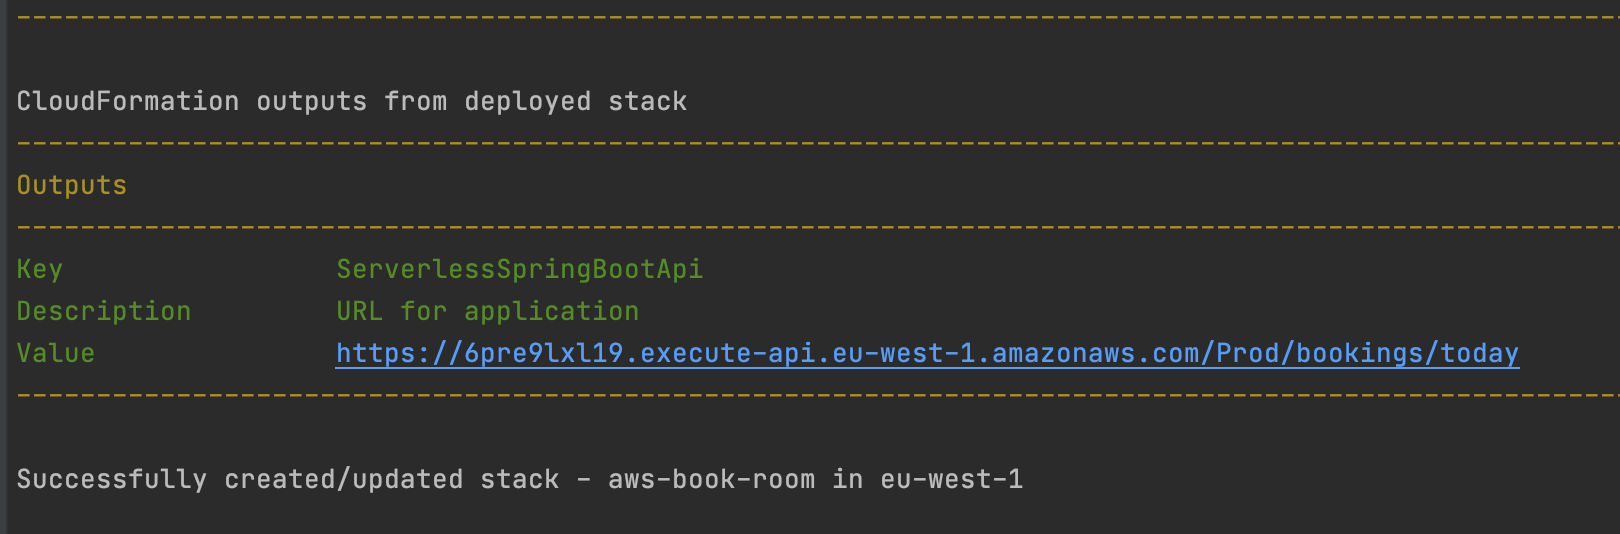 CloudFormation outputs from deployed stack
Outputs
Key ServerlessSpringBootApi
Description URL for application
Value https://6pre9lxl19.execute-api.eu-west-1.amazonaws.com/Prod/bookings/today
Successfully created/updated stack - aws-book-room in eu-west-1